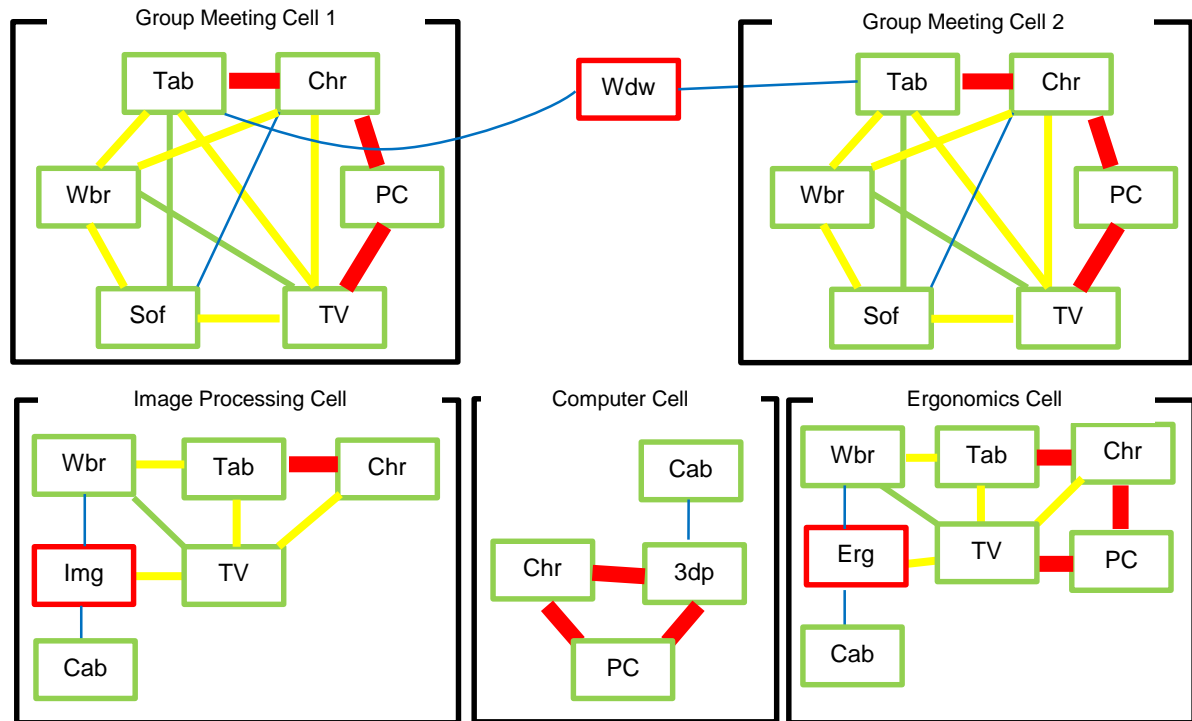 Group Meeting Cell 1
Group Meeting Cell 2
Tab
Chr
Wdw
Tab
Chr
Wbr
PC
Wbr
PC
Sof
TV
Sof
TV
Image Processing Cell
Computer Cell
Ergonomics Cell
Wbr
Tab
Chr
Cab
Wbr
Tab
Chr
Img
TV
Chr
3dp
Erg
TV
PC
Cab
PC
Cab